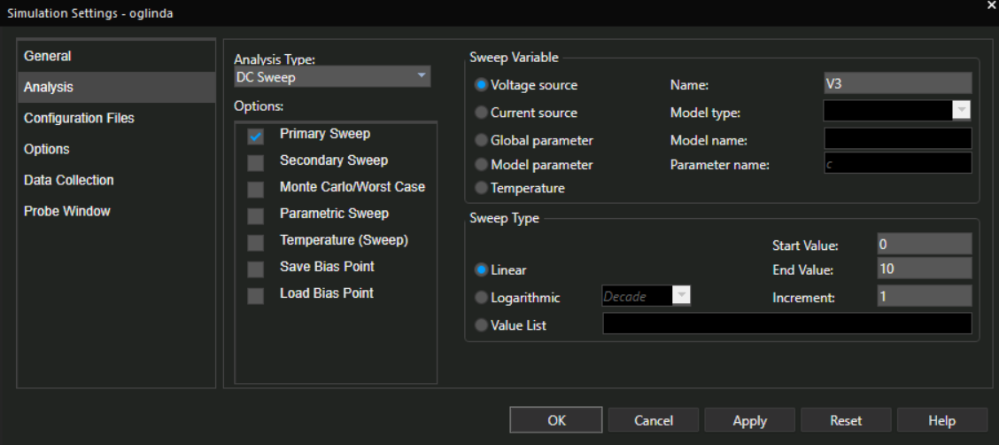 Simulation Settings - oglinda
×
General
Analysis
Configuration Files
Options
Data Collection
Probe Window
Analysis Type:
DC Sweep
Options:
Primary Sweep
Secondary Sweep
Monte Carlo/Worst Case
Parametric Sweep
Temperature (Sweep)
Save Bias Point
Load Bias Point
Sweep Variable
Voltage source
Name: V3
Current source
Model type:
Global parameter
Model name:
Model parameter
Parameter name: c
Temperature
Sweep Type
Start Value: 0
Linear
End Value: 10
Logarithmic Decade
Increment: 1
Value List
OK Cancel Apply Reset Help